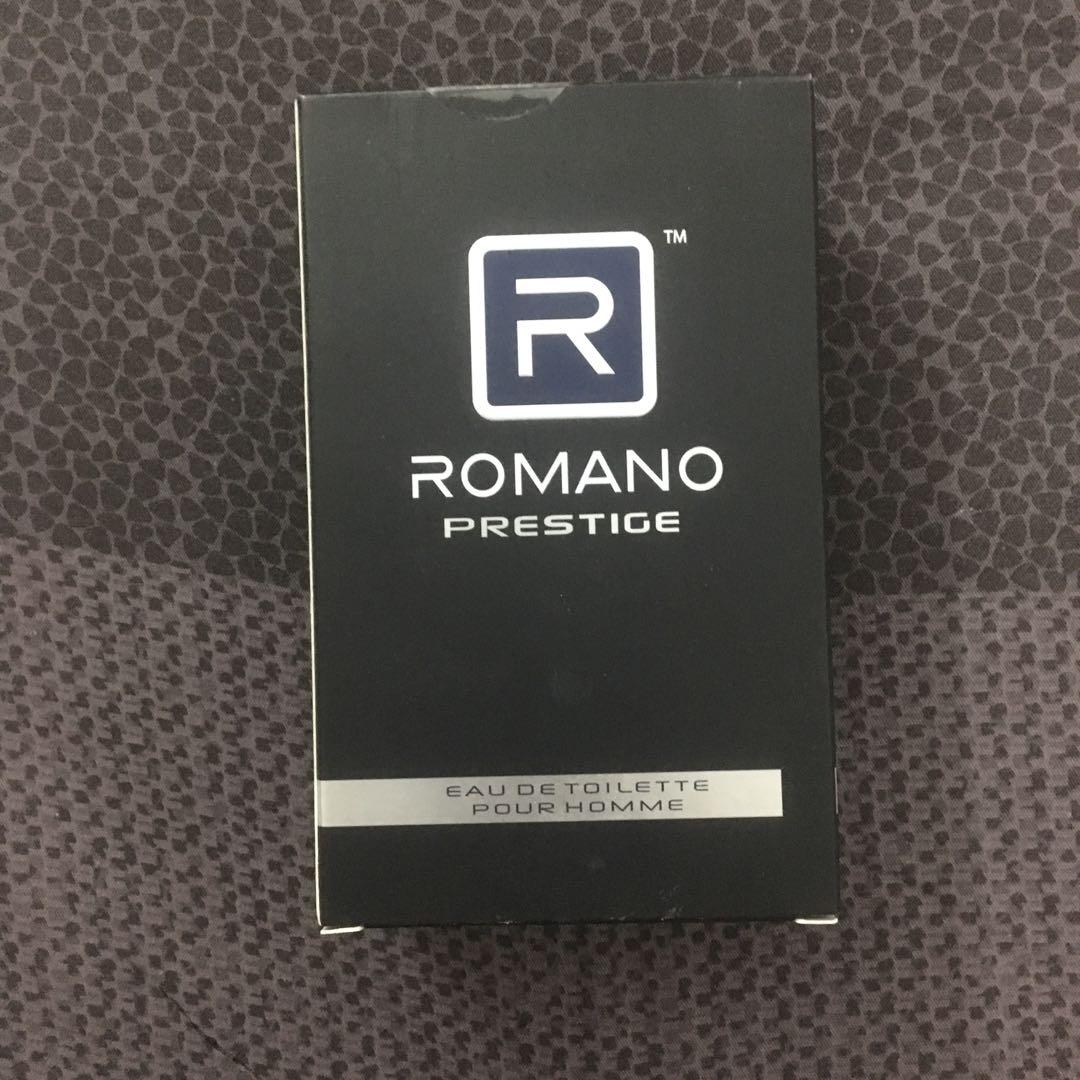 R TM
ROMANO
PRESTIGE
EAU DE TOILETTE
POUR HOMME